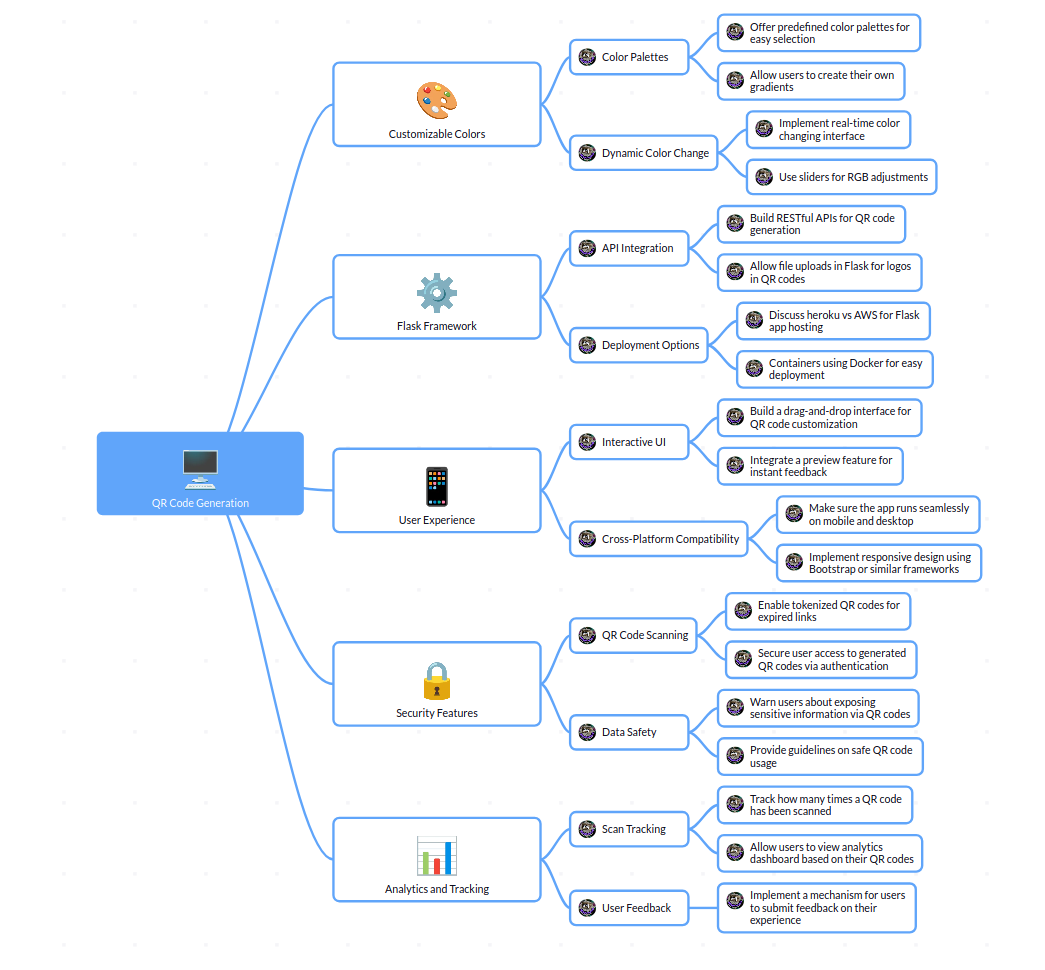 QR Code Generation
Customizable Colors
Color Palettes
Offer predefined color palettes for
easy selection
Allow users to create their own
gradients
Dynamic Color Change
Implement real-time color
changing interface
Use sliders for RGB adjustments
Flask Framework
API Integration
Build RESTful APIs for QR code
generation
Allow file uploads in Flask for logos
in QR codes
Deployment Options
Discuss heroku vs AWS for Flask
app hosting
Containers using Docker for easy
deployment
User Experience
Interactive UI
Build a drag-and-drop interface for
QR code customization
Integrate a preview feature for
instant feedback
Cross-Platform Compatibility
Make sure the app runs seamlessly
on mobile and desktop
Implement responsive design using
Bootstrap or similar frameworks
Security Features
QR Code Scanning
Enable tokenized QR codes for
expired links
Secure user access to generated
QR codes via authentication
Data Safety
Warn users about exposing
sensitive information via QR codes
Provide guidelines on safe QR code
usage
Analytics and Tracking
Scan Tracking
Track how many times a QR code
has been scanned
Allow users to view analytics
dashboard based on their QR codes
User Feedback
Implement a mechanism for users
to submit feedback on their
experience